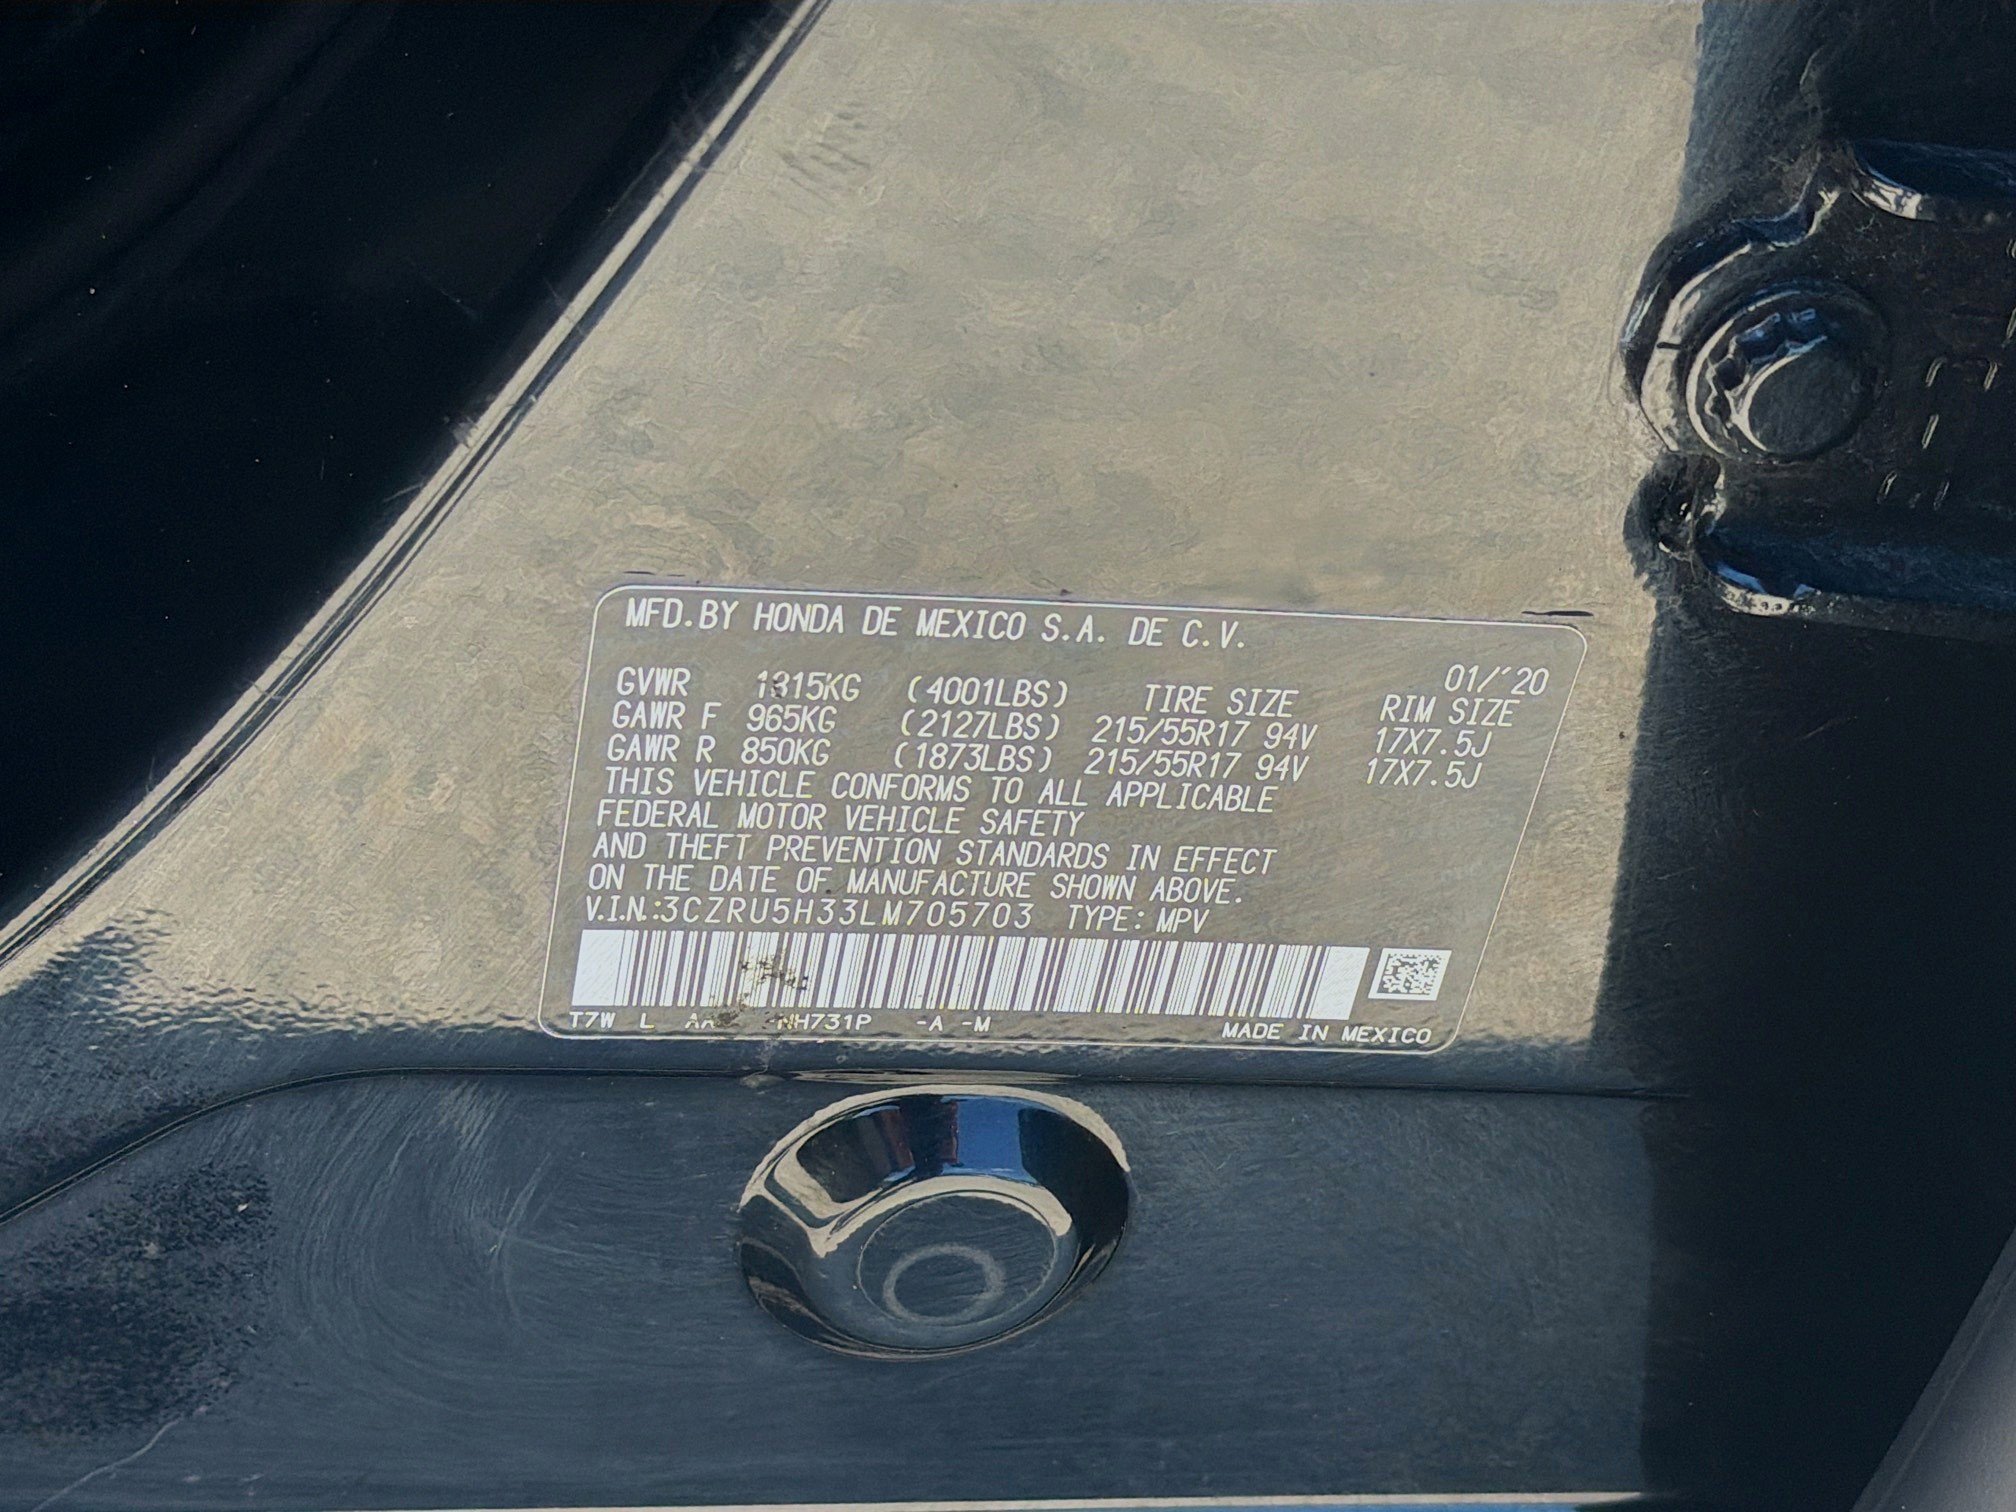 MFD.BY HONDA DE MEXICO S.A. DE C.V.
01/'20
GVWR 1815KG (4001LBS) TIRE SIZE RIM SIZE
GAWR F 965KG (2127LBS) 215/55R17 94V 17X7.5J
GAWR R 850KG (1873LBS) 215/55R17 94V 17X7.5J
THIS VEHICLE CONFORMS TO ALL APPLICABLE
FEDERAL MOTOR VEHICLE SAFETY
AND THEFT PREVENTION STANDARDS IN EFFECT
ON THE DATE OF MANUFACTURE SHOWN ABOVE.
V.I.N.:3CZRU5H33LM705703 TYPE: MPV
T7W L NH731P -A -M MADE IN MEXICO